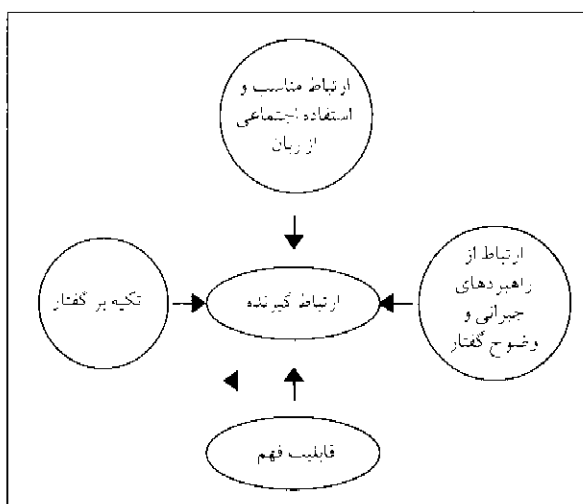 ارتباط مناسب و
استفاده اجتماعی
از زبان
ارتباط از
راهبردهای
جبرانی و
وضوح گفتار
ارتباط گیرنده
تکیه بر گفتار
قابلیت فهم